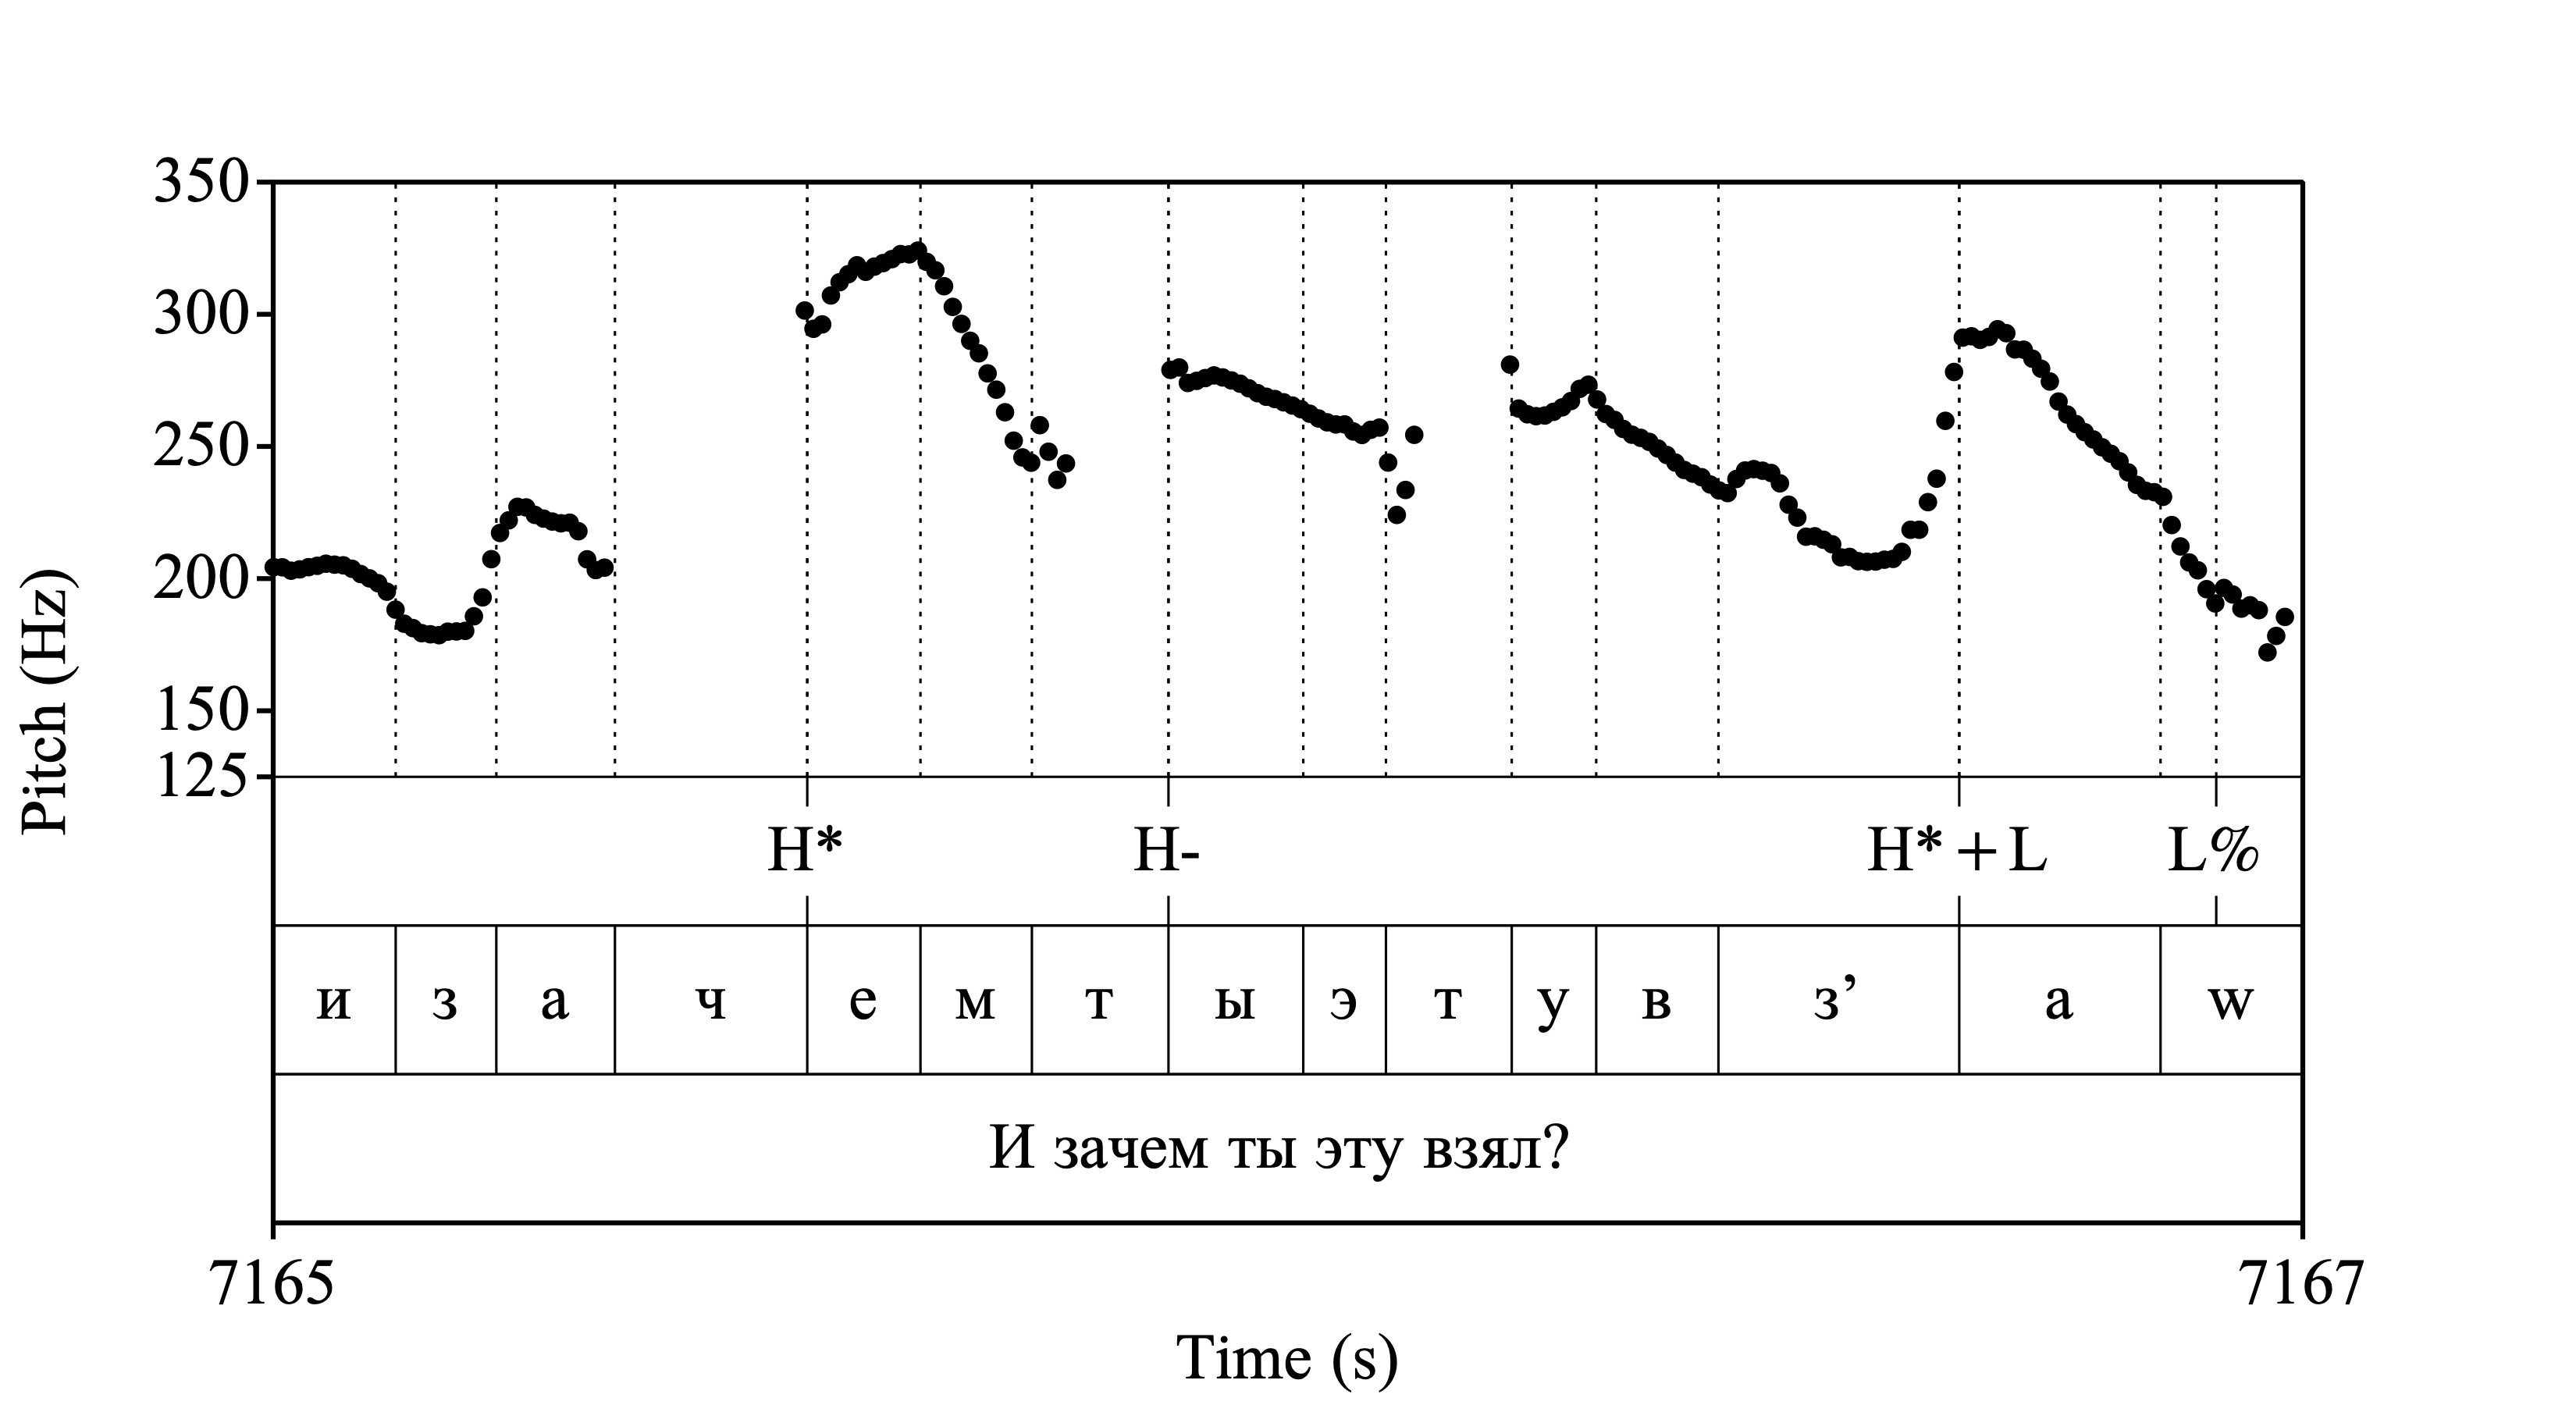 350
300
250
200
150
125
Pitch (Hz)
H* H- H*+L L%
и з а ч е м т ы э т у в з’ а w
И зачем ты эту взял?
7165 7167
Time (s)